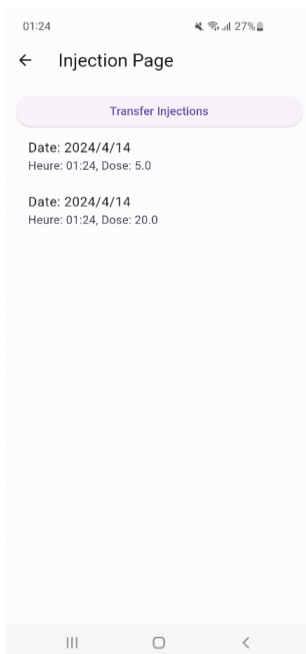 01:24 27%
Injection Page
Transfer Injections
Date: 2024/4/14
Heure: 01:24, Dose: 5.0
Date: 2024/4/14
Heure: 01:24, Dose: 20.0